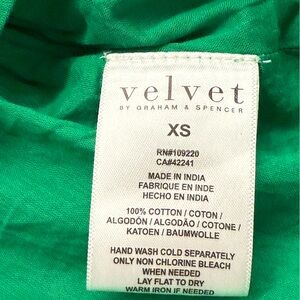 velvet
BY GRAHAM & SPENCER
XS
RN#109220
CA#42241
MADE IN INDIA
FABRIQUE EN INDE
HECHO EN INDIA
100% COTTON / COTON /
ALGODÓN / ALGODÃO / COTONE /
KATOEN / BAUMWOLLE
HAND WASH COLD SEPARATELY
ONLY NON CHLORINE BLEACH
WHEN NEEDED
LAY FLAT TO DRY
WARM IRON IF NEEDED